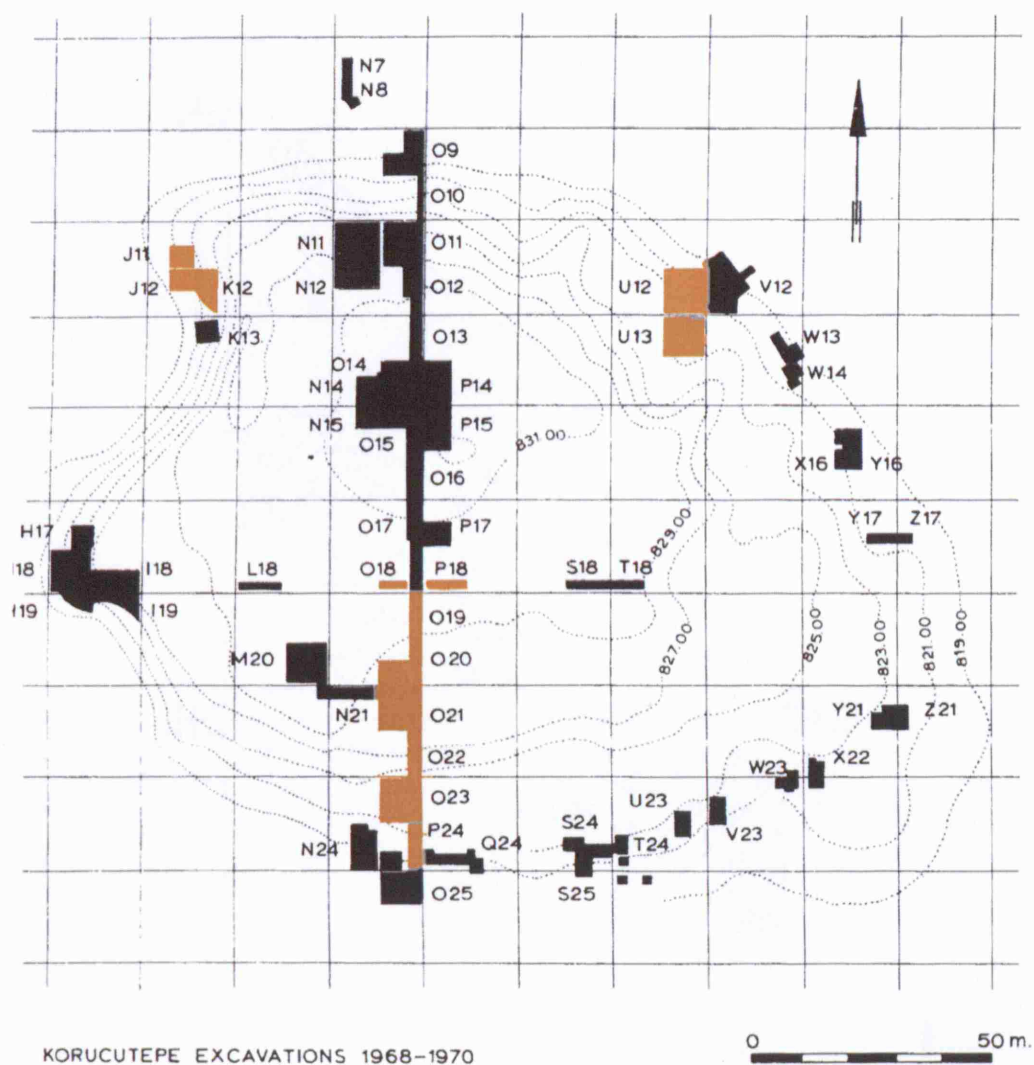 N7
N8
O9
O10
J11
N11
O11
J12
K12
N12
O12
U12
V12
K13
O13
U13
W13
O14
N14
P14
W14
N15
P15
O15
831.00
O16
X16
Y16
H17
O17
P17
Y17
Z17
829.00
18
I18
L18
O18
P18
S18
T18
I19
I19
O19
M20
O20
827.00
825.00
823.00
821.00
819.00
N21
O21
Y21
Z21
O22
X22
W23
O23
U23
V23
N24
P24
Q24
S24
T24
O25
S25
KORUCUTEPE EXCAVATIONS 1968-1970
0
50 m.